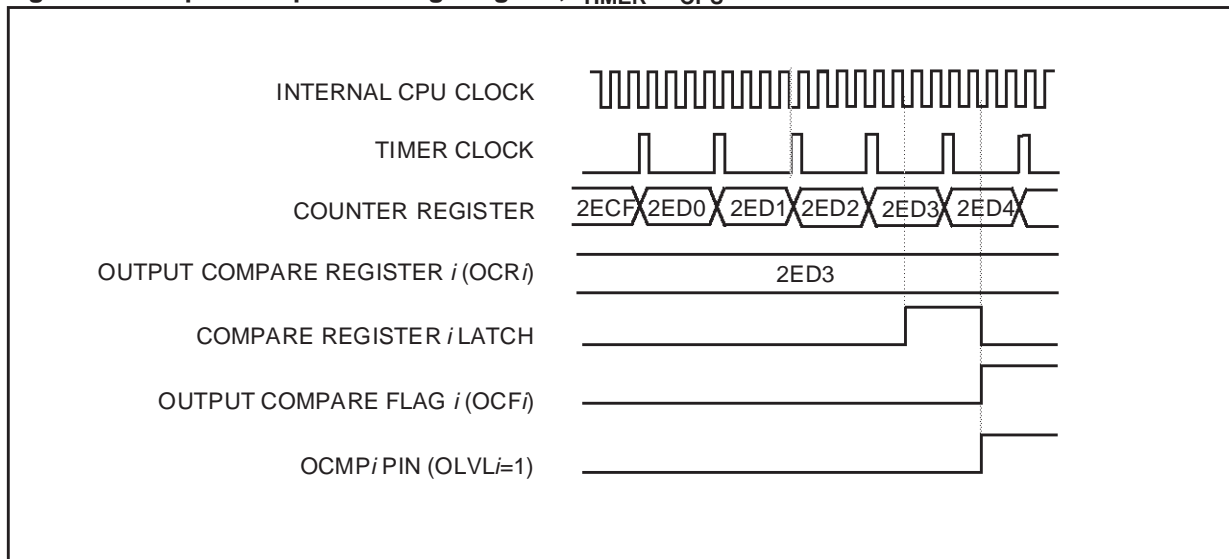 INTERNAL CPU CLOCK
TIMER CLOCK
COUNTER REGISTER
2ECF 2ED0 2ED1 2ED2 2ED3 2ED4
OUTPUT COMPARE REGISTER i (OCRi)
2ED3
COMPARE REGISTER i LATCH
OUTPUT COMPARE FLAG i (OCFi)
OCMPi PIN (OLVLi=1)